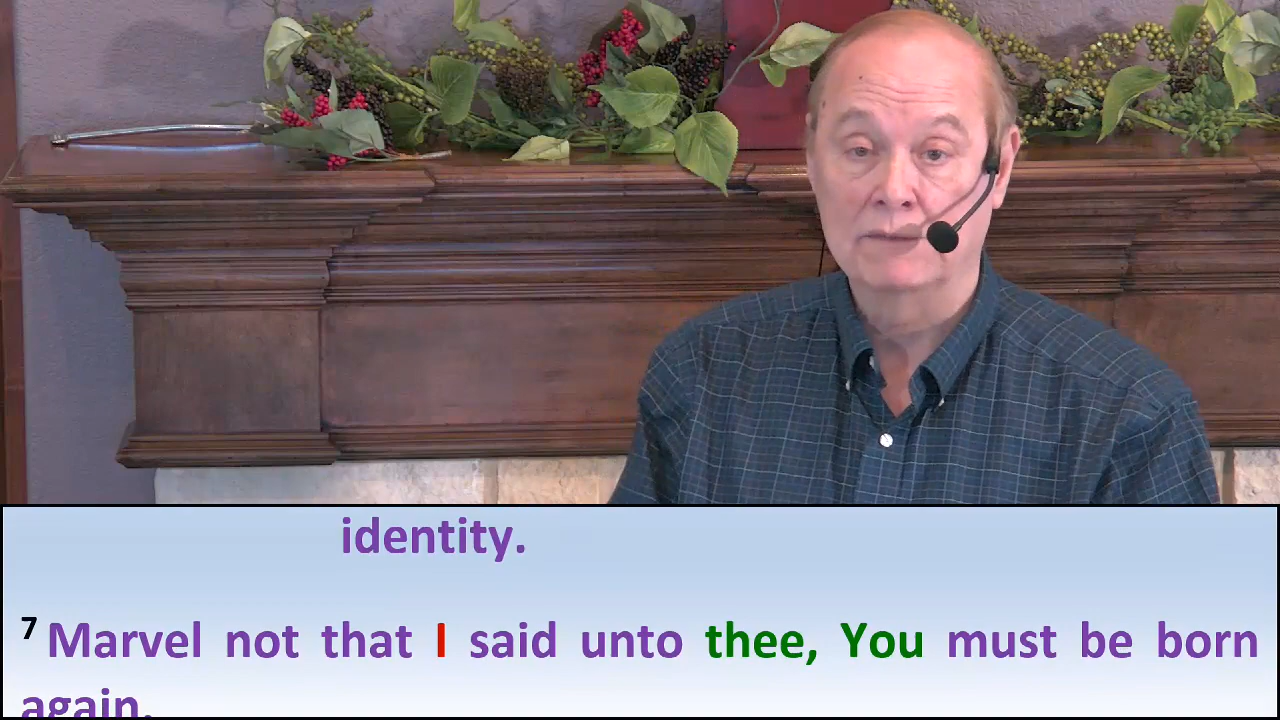 identity.
7 Marvel not that I said unto thee, You must be born
again.